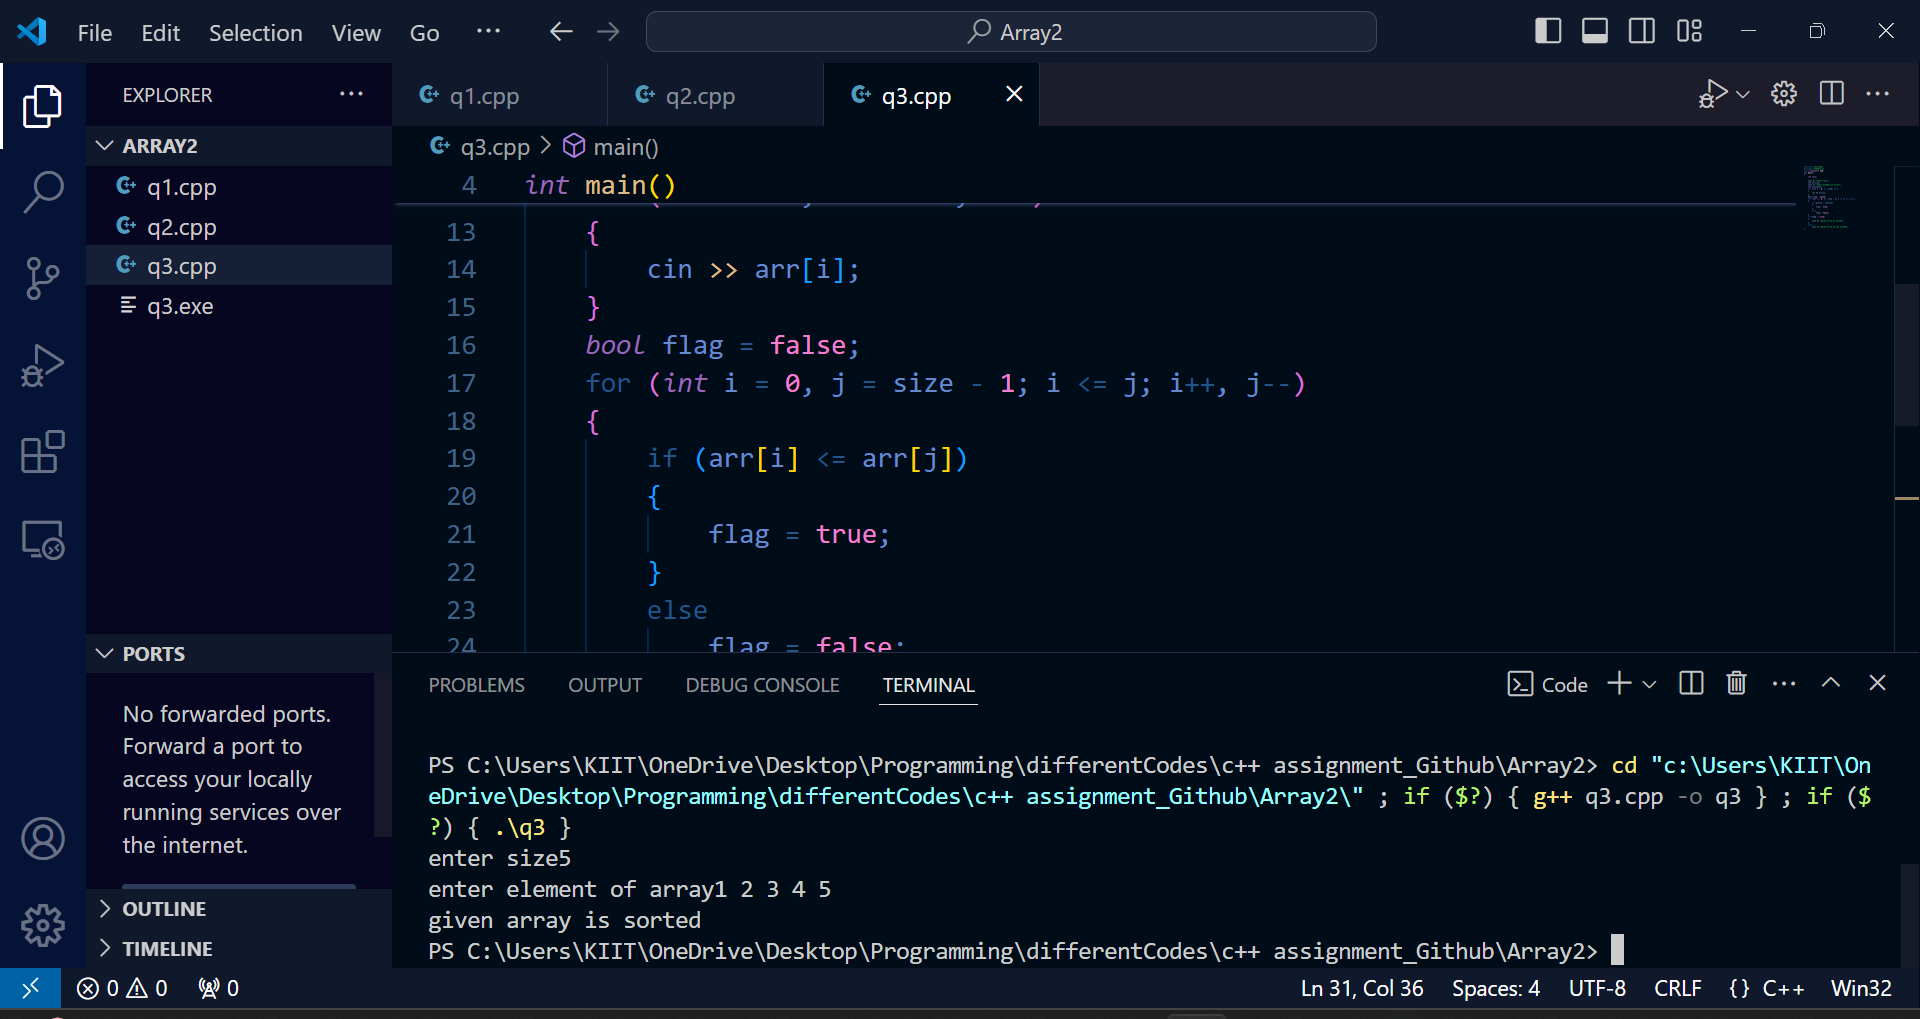 File Edit Selection View Go ···
Array2
EXPLORER ···
ARRAY2
q1.cpp
q2.cpp
q3.cpp
q3.exe
PORTS
No forwarded ports.
Forward a port to
access your locally
running services over
the internet.
OUTLINE
TIMELINE
q1.cpp q2.cpp q3.cpp
q3.cpp > main()
4 int main()
13 {
14 cin >> arr[i];
15 }
16 bool flag = false;
17 for (int i = 0, j = size - 1; i <= j; i++, j--)
18 {
19 if (arr[i] <= arr[j])
20 {
21 flag = true;
22 }
23 else
24 flag = false;
PROBLEMS OUTPUT DEBUG CONSOLE TERMINAL
Code
PS C:\Users\KIIT\OneDrive\Desktop\Programming\differentCodes\c++ assignment_Github\Array2> cd "c:\Users\KIIT\On
eDrive\Desktop\Programming\differentCodes\c++ assignment_Github\Array2\" ; if ($?) { g++ q3.cpp -o q3 } ; if ($
?) { .\q3 }
enter size5
enter element of array1 2 3 4 5
given array is sorted
PS C:\Users\KIIT\OneDrive\Desktop\Programming\differentCodes\c++ assignment_Github\Array2>
0 0 0
Ln 31, Col 36 Spaces: 4 UTF-8 CRLF {} C++ Win32